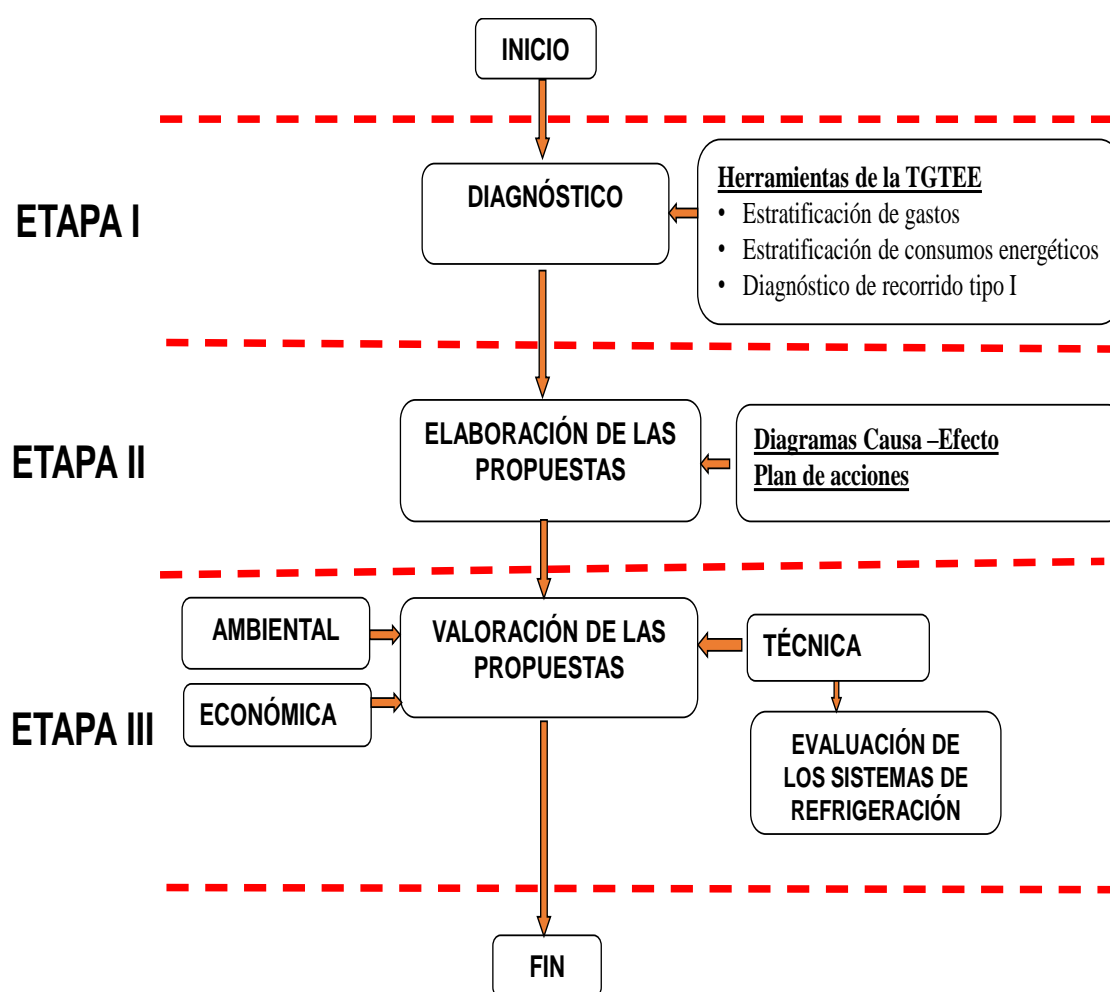 INICIO
ETAPA I
DIAGNÓSTICO
Herramientas de la TGTEE
• Estratificación de gastos
• Estratificación de consumos energéticos
• Diagnóstico de recorrido tipo I
ETAPA II
ELABORACIÓN DE LAS
PROPUESTAS
Diagramas Causa –Efecto
Plan de acciones
ETAPA III
AMBIENTAL
ECONÓMICA
VALORACIÓN DE LAS
PROPUESTAS
TÉCNICA
EVALUACIÓN DE
LOS SISTEMAS DE
REFRIGERACIÓN
FIN